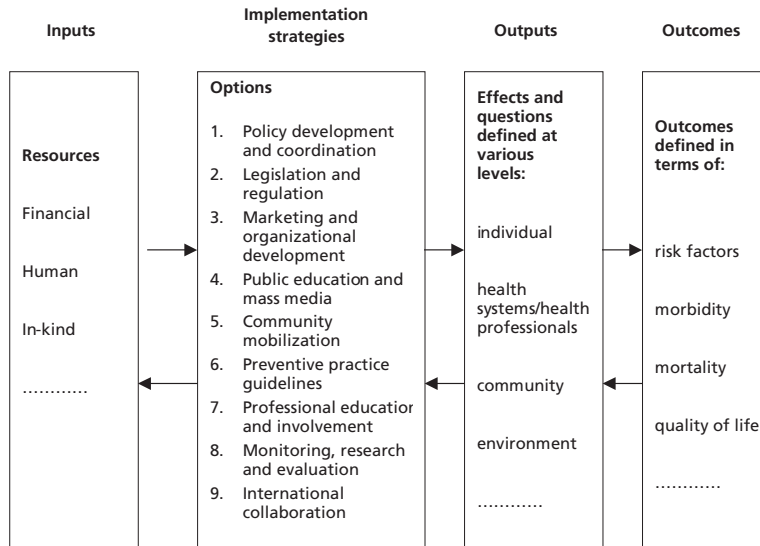 Inputs
Implementation
strategies
Outputs
Outcomes
Resources
Financial
Human
In-kind
............
Options
1. Policy development
and coordination
2. Legislation and
regulation
3. Marketing and
organizational
development
4. Public education and
mass media
5. Community
mobilization
6. Preventive practice
guidelines
7. Professional education
and involvement
8. Monitoring, research
and evaluation
9. International
collaboration
Effects and
questions
defined at
various
levels:
individual
health
systems/health
professionals
community
environment
............
Outcomes
defined in
terms of:
risk factors
morbidity
mortality
quality of life
............